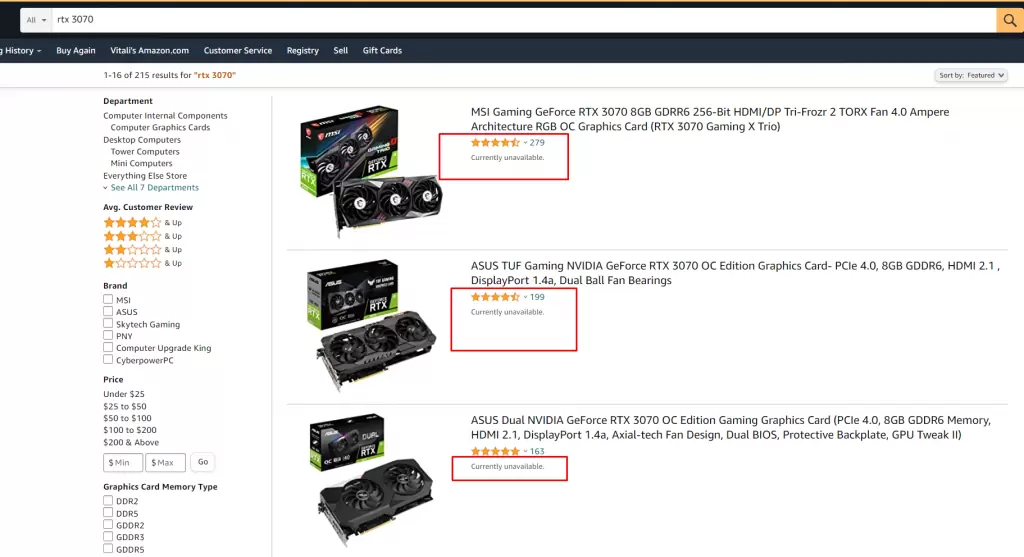 All
rtx 3070
g History
Buy Again
Vitali's Amazon.com
Customer Service
Registry
Sell
Gift Cards
1-16 of 215 results for "rtx 3070"
Sort by: Featured
Department
Computer Internal Components
Computer Graphics Cards
Desktop Computers
Tower Computers
Mini Computers
Everything Else Store
See All 7 Departments
Avg. Customer Review
& Up
& Up
& Up
& Up
Brand
MSI
ASUS
Skytech Gaming
PNY
Computer Upgrade King
CyberpowerPC
Price
Under $25
$25 to $50
$50 to $100
$100 to $200
$200 & Above
$ Min
$ Max
Go
Graphics Card Memory Type
DDR2
DDR5
GDDR2
GDDR3
GDDR5
msi
GEFORCE
RTX
MSI Gaming GeForce RTX 3070 8GB GDRR6 256-Bit HDMI/DP Tri-Frozr 2 TORX Fan 4.0 Ampere
Architecture RGB OC Graphics Card (RTX 3070 Gaming X Trio)
279
Currently unavailable.
ASUS
GEFORCE
RTX
ASUS TUF Gaming NVIDIA GeForce RTX 3070 OC Edition Graphics Card- PCIe 4.0, 8GB GDDR6, HDMI 2.1 ,
DisplayPort 1.4a, Dual Ball Fan Bearings
199
Currently unavailable.
DUAL
GEFORCE
RTX
ASUS Dual NVIDIA GeForce RTX 3070 OC Edition Gaming Graphics Card (PCIe 4.0, 8GB GDDR6 Memory,
HDMI 2.1, DisplayPort 1.4a, Axial-tech Fan Design, Dual BIOS, Protective Backplate, GPU Tweak II)
163
Currently unavailable.